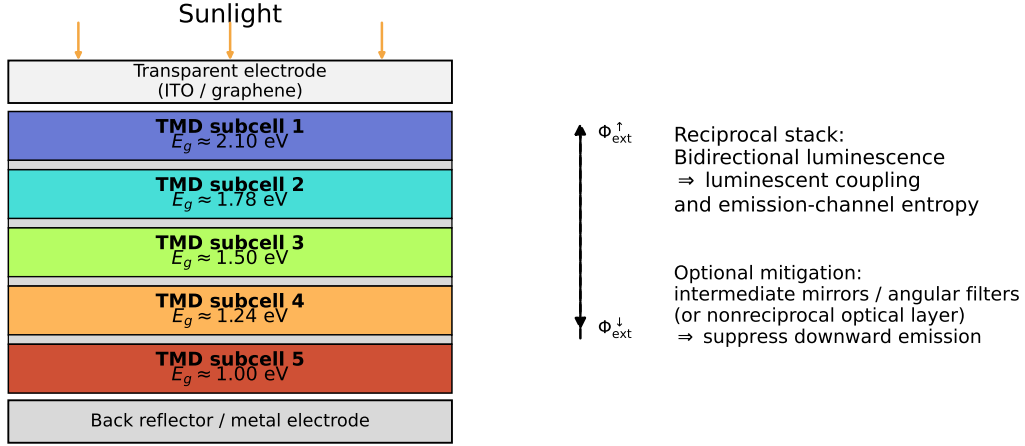 Sunlight
Transparent electrode
(ITO / graphene)
TMD subcell 1
E_g ≈ 2.10 eV
TMD subcell 2
E_g ≈ 1.78 eV
TMD subcell 3
E_g ≈ 1.50 eV
TMD subcell 4
E_g ≈ 1.24 eV
TMD subcell 5
E_g ≈ 1.00 eV
Back reflector / metal electrode
Φ↑ext
Φ↓ext
Reciprocal stack:
Bidirectional luminescence
⇒ luminescent coupling
and emission-channel entropy
Optional mitigation:
intermediate mirrors / angular filters
(or nonreciprocal optical layer)
⇒ suppress downward emission